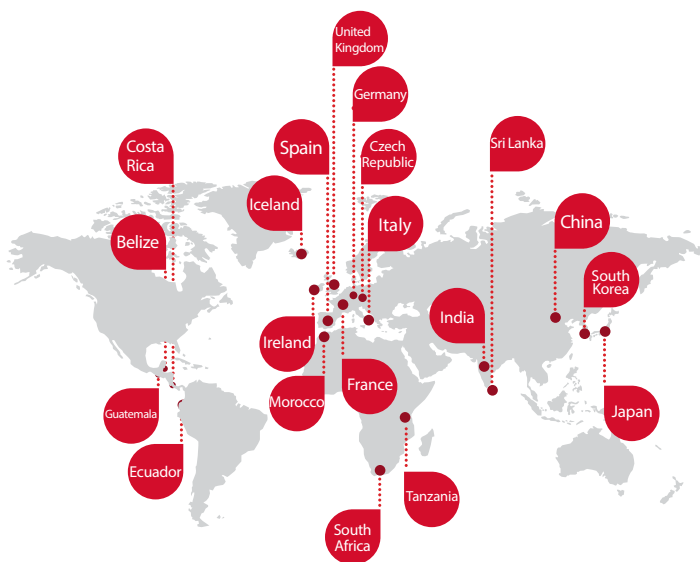 United
Kingdom
Germany
Costa
Rica
Spain
Czech
Republic
Sri Lanka
Iceland
Italy
China
Belize
South
Korea
India
Ireland
France
Morocco
Guatemala
Japan
Ecuador
Tanzania
South
Africa